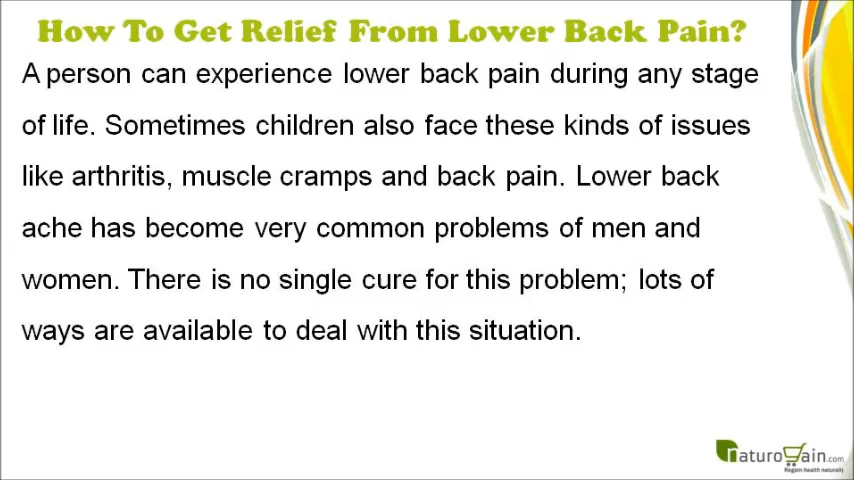 How To Get Relief From Lower Back Pain?
A person can experience lower back pain during any stage
of life. Sometimes children also face these kinds of issues
like arthritis, muscle cramps and back pain. Lower back
ache has become very common problems of men and
women. There is no single cure for this problem; lots of
ways are available to deal with this situation.
naturogain.com
Regain health naturally